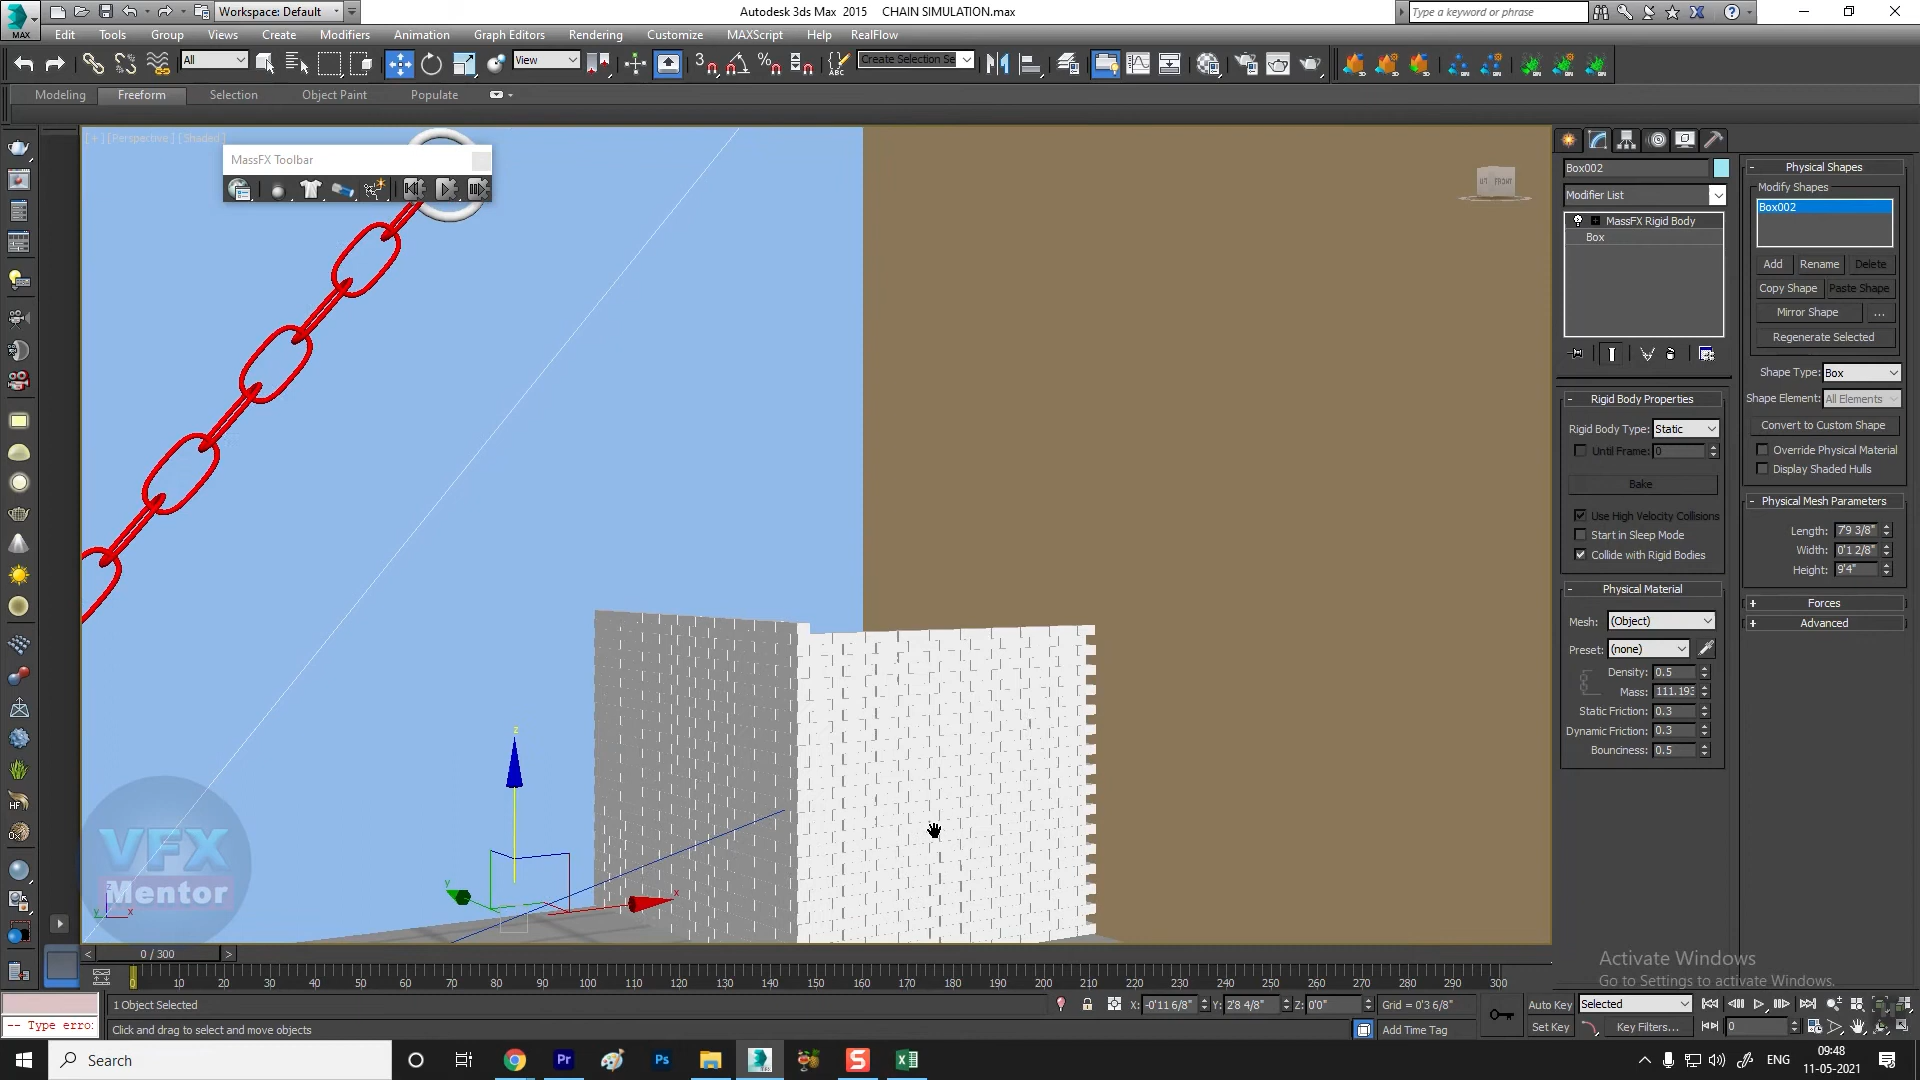 Workspace: Default
Autodesk 3ds Max 2015 CHAIN SIMULATION.max
Type a keyword or phrase
MAX
Edit Tools Group Views Create Modifiers Animation Graph Editors Rendering Customize MAXScript Help RealFlow
All
View
Create Selection Se
Modeling Freeform Selection Object Paint Populate
[+] [Perspective] [Shaded]
MassFX Toolbar
FRONT
Box002
Modifier List
MassFX Rigid Body
Box
Rigid Body Properties
Rigid Body Type: Static
Until Frame: 0
Bake
Use High Velocity Collisions
Start in Sleep Mode
Collide with Rigid Bodies
Physical Material
Mesh: (Object)
Preset: (none)
Density: 0.5
Mass: 111.193
Static Friction: 0.3
Dynamic Friction: 0.3
Bounciness: 0.5
Physical Shapes
Modify Shapes
Box002
Add Rename Delete
Copy Shape Paste Shape
Mirror Shape ...
Regenerate Selected
Shape Type: Box
Shape Element: All Elements
Convert to Custom Shape
Override Physical Material
Display Shaded Hulls
Physical Mesh Parameters
Length: 7'9 3/8"
Width: 0'1 2/8"
Height: 9'4"
Forces
Advanced
z
y
x
VFX
Mentor
z
y x
Activate Windows
Go to Settings to activate Windows.
0 / 300
0 10 20 30 40 50 60 70 80 90 100 110 120 130 140 150 160 170 180 190 200 210 220 230 240 250 260 270 280 290 300
1 Object Selected
X: -0'11 6/8" Y: 2'8 4/8" Z: 0'0" Grid = 0'3 6/8"
Auto Key Selected
-- Type erro:
Click and drag to select and move objects
Add Time Tag
Set Key Key Filters... 0
Search
Pr
Ps
S
ENG
09:48
11-05-2021